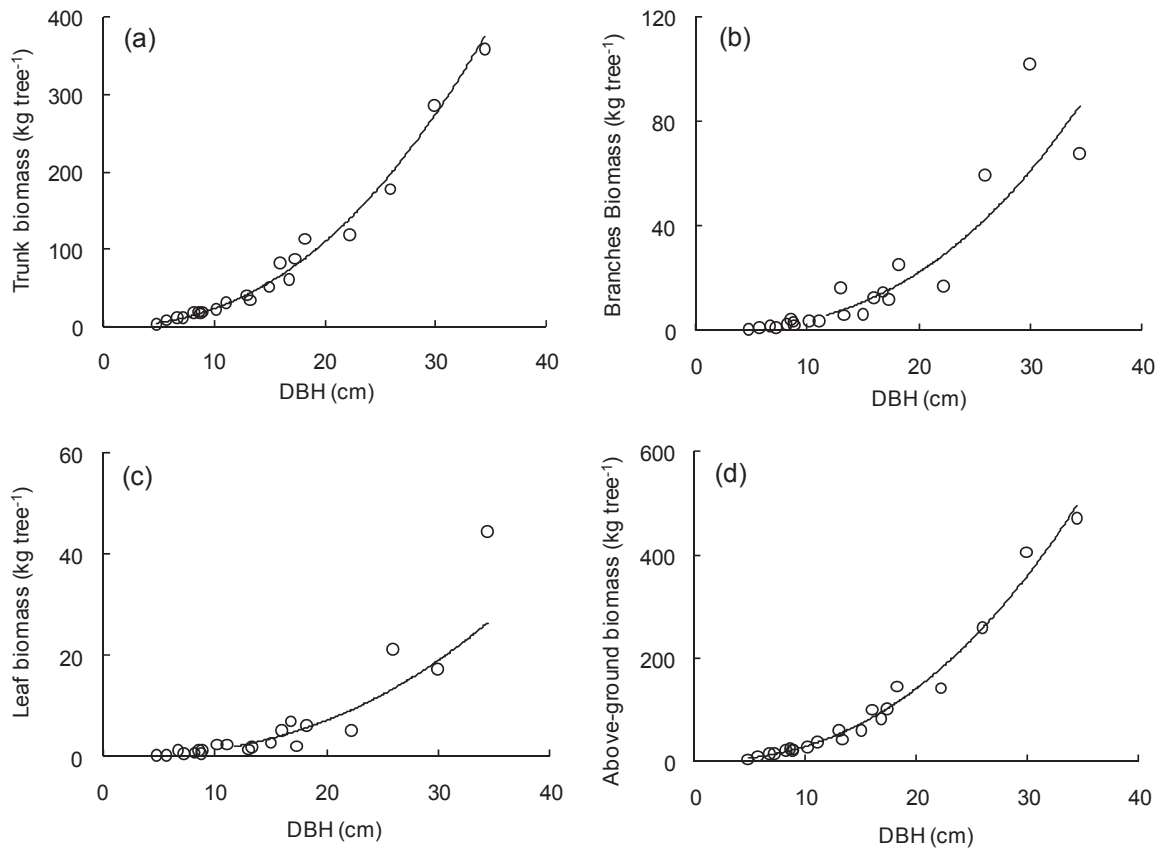 (a)
Trunk biomass (kg tree⁻¹)
400
300
200
100
0
0 10 20 30 40
DBH (cm)
(b)
Branches Biomass (kg tree⁻¹)
120
80
40
0
0 10 20 30 40
DBH (cm)
(c)
Leaf biomass (kg tree⁻¹)
60
40
20
0
0 10 20 30 40
DBH (cm)
(d)
Above-ground biomass (kg tree⁻¹)
600
400
200
0
0 10 20 30 40
DBH (cm)